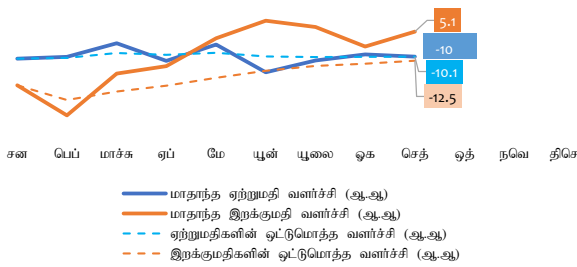 5.1
-10
-10.1
-12.5
சன பெப் மார்ச்சு ஏப் மே யூன் யூலை ஓக செத் ஒத் நவெ திசெ
மாதாந்த ஏற்றுமதி வளர்ச்சி (ஆ.ஆ)
மாதாந்த இறக்குமதி வளர்ச்சி (ஆ.ஆ)
ஏற்றுமதிகளின் ஒட்டுமொத்த வளர்ச்சி (ஆ.ஆ)
இறக்குமதிகளின் ஒட்டுமொத்த வளர்ச்சி (ஆ.ஆ)